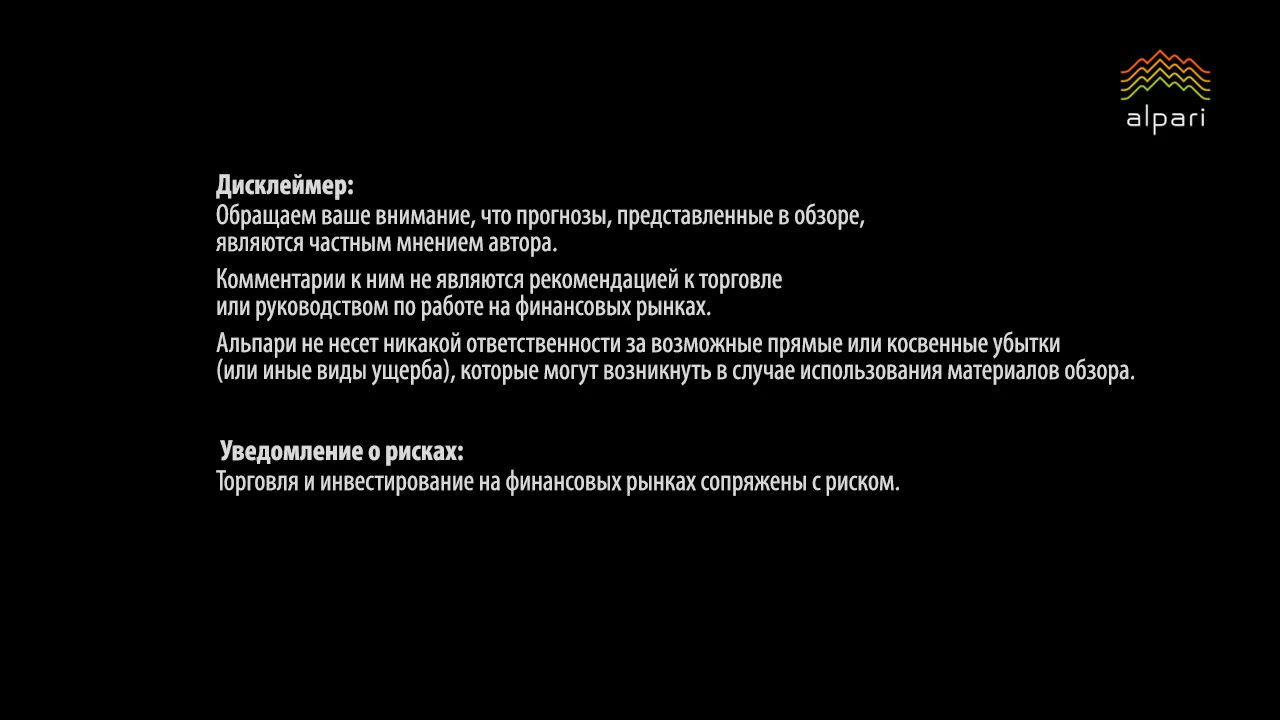 alpari
Дисклеймер:
Обращаем ваше внимание, что прогнозы, представленные в обзоре,
являются частным мнением автора.
Комментарии к ним не являются рекомендацией к торговле
или руководством по работе на финансовых рынках.
Альпари не несет никакой ответственности за возможные прямые или косвенные убытки
(или иные виды ущерба), которые могут возникнуть в случае использования материалов обзора.
Уведомление о рисках:
Торговля и инвестирование на финансовых рынках сопряжены с риском.